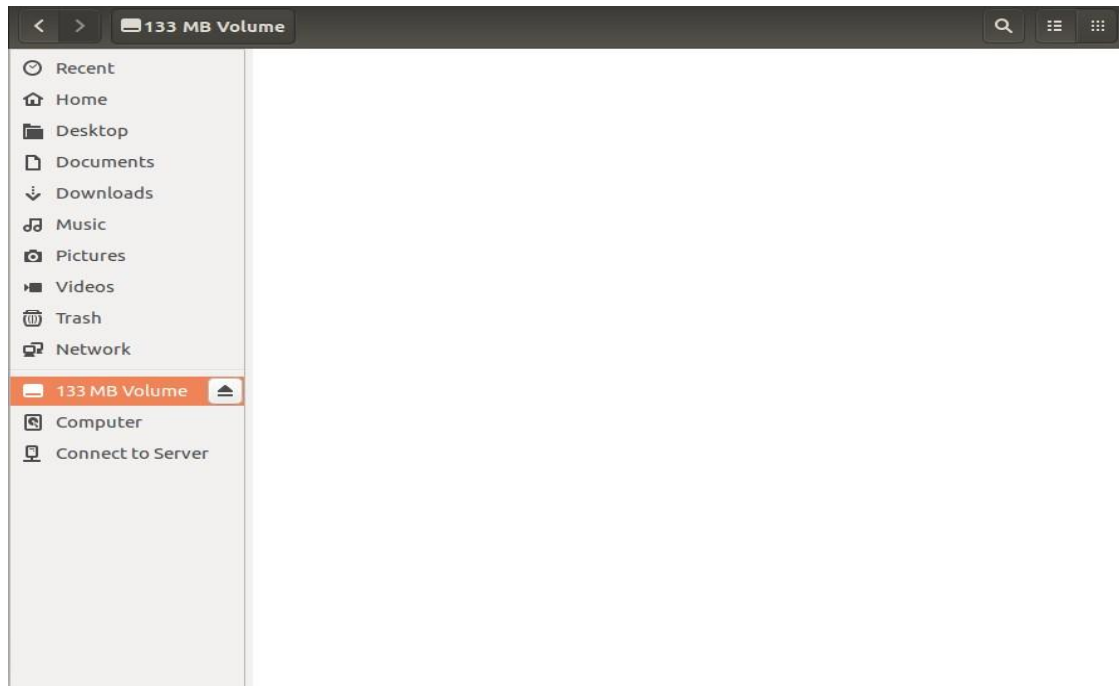 133 MB Volume
Recent
Home
Desktop
Documents
Downloads
Music
Pictures
Videos
Trash
Network
133 MB Volume
Computer
Connect to Server